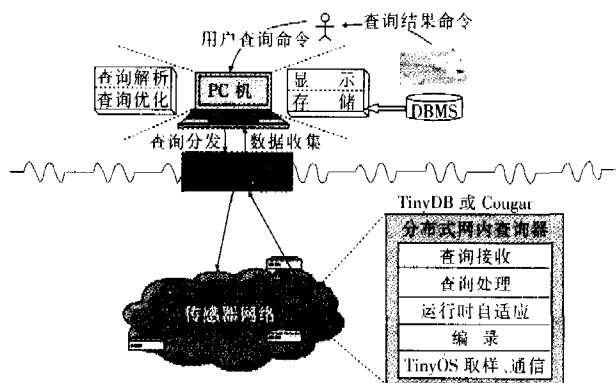 用户查询命令
查询结果命令
查询解析
查询优化
PC 机
显 示
存 储
DBMS
查询分发
数据收集
TinyDB 或 Cougar
分布式网内查询器
查询接收
查询处理
运行时自适应
编 录
TinyOS 取样、通信
传感器网络